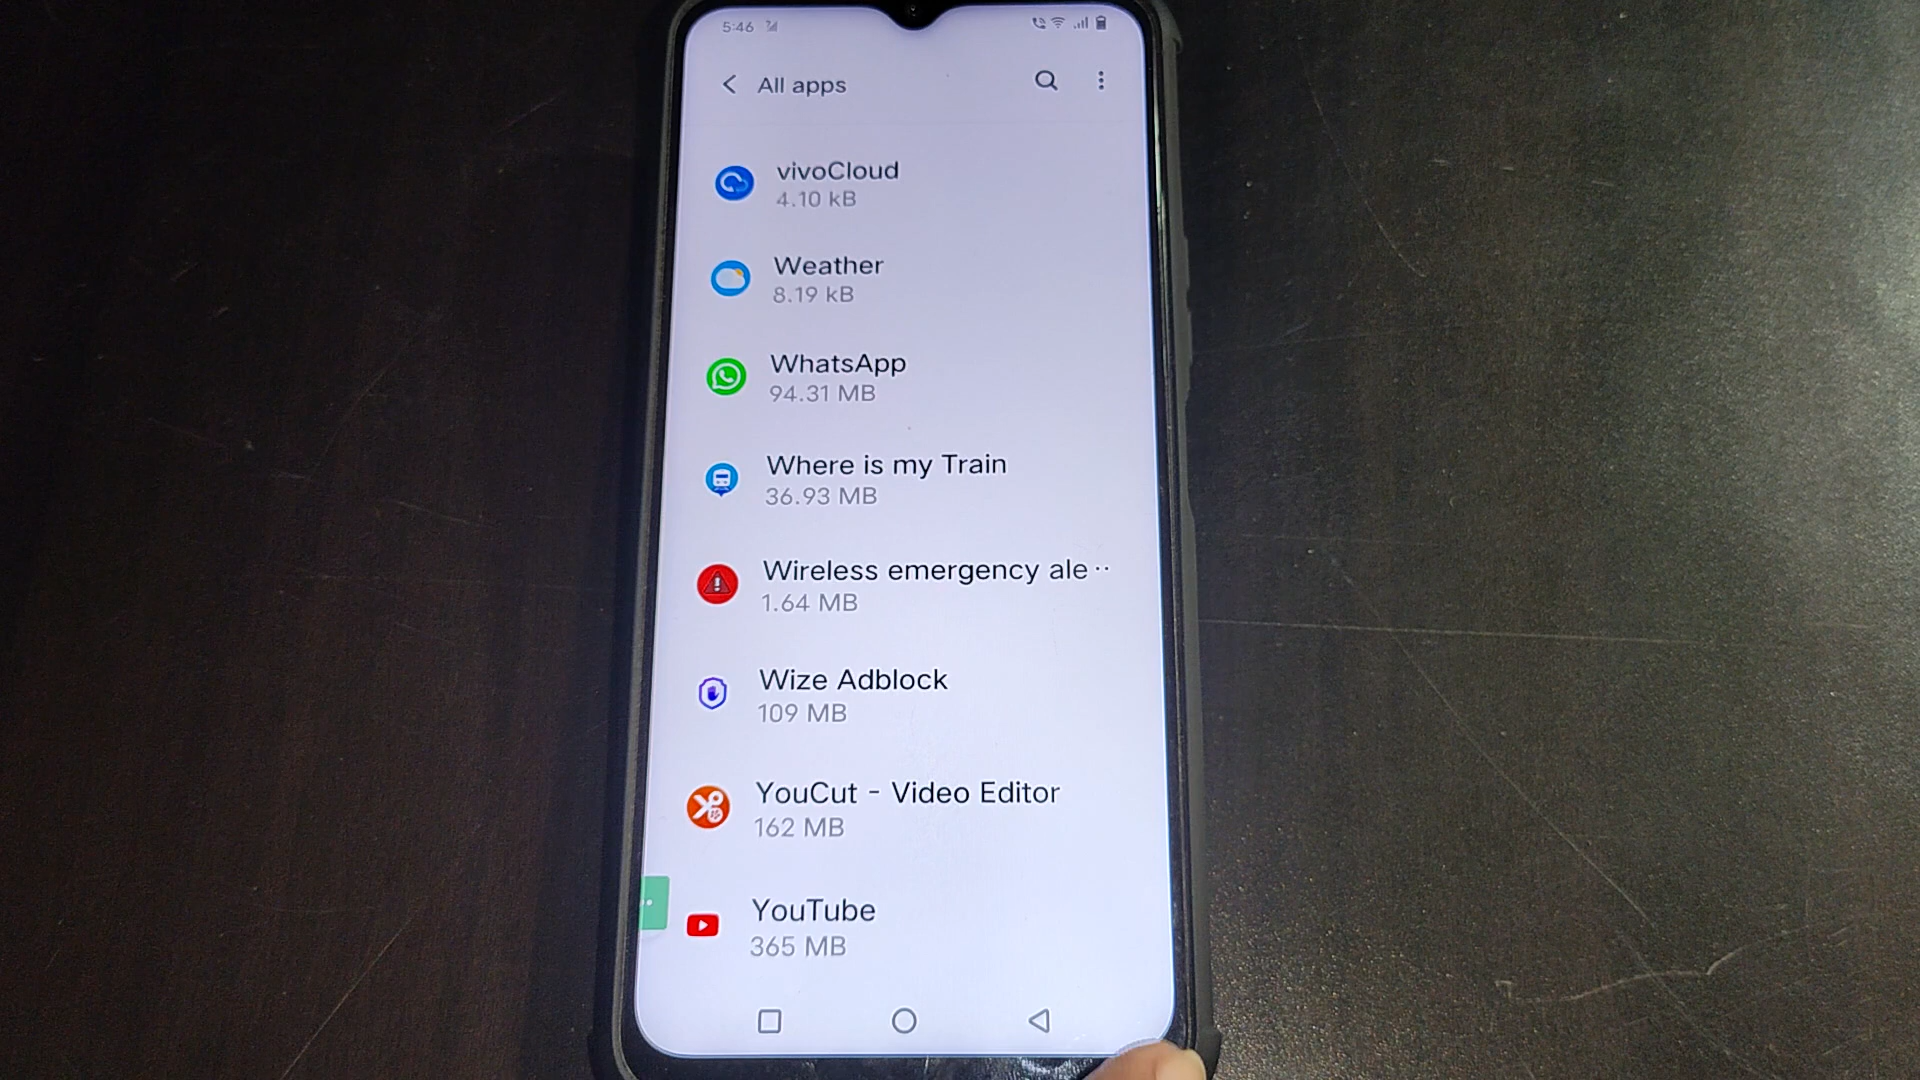 5:46
All apps
vivoCloud
4.10 kB
Weather
8.19 kB
WhatsApp
94.31 MB
Where is my Train
36.93 MB
Wireless emergency ale··
1.64 MB
Wize Adblock
109 MB
YouCut - Video Editor
162 MB
YouTube
365 MB